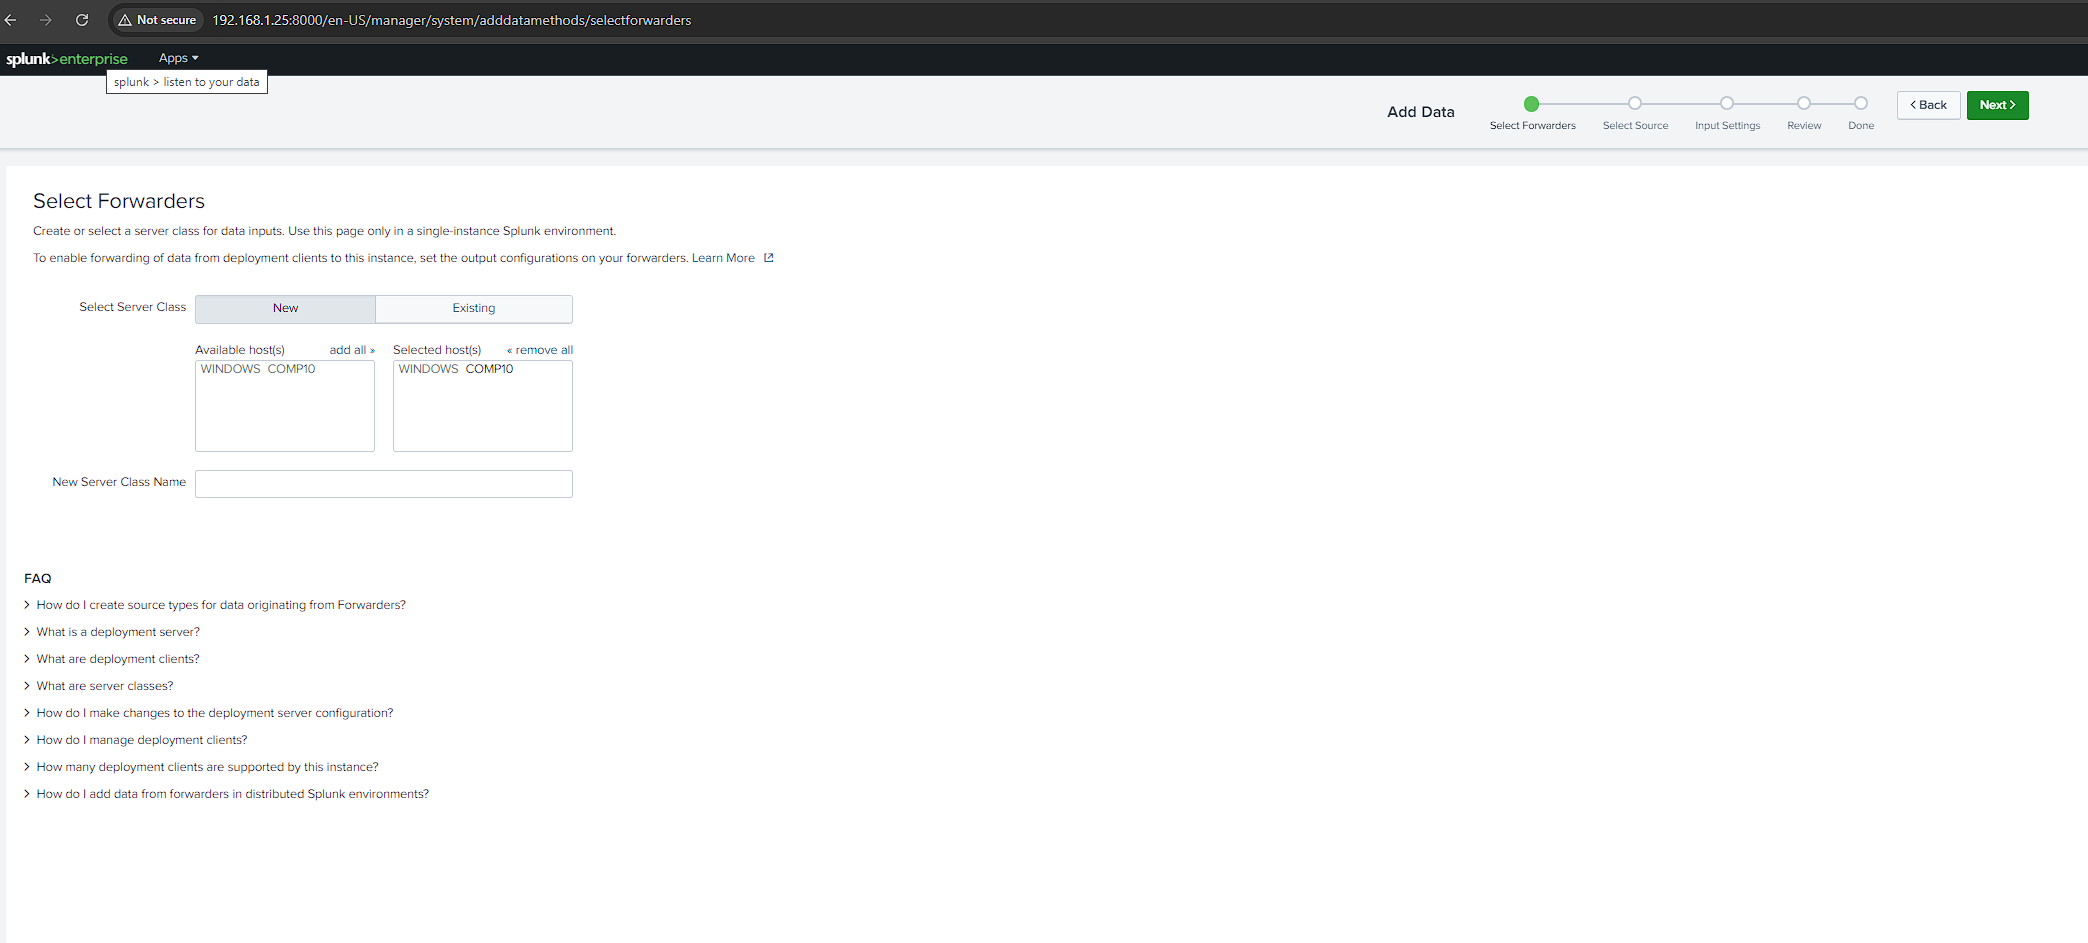 Not secure 192.168.1.25:8000/en-US/manager/system/adddatamethods/selectforwarders
splunk>enterprise Apps
splunk > listen to your data
Add Data
Select Forwarders Select Source Input Settings Review Done
< Back Next >
Select Forwarders
Create or select a server class for data inputs. Use this page only in a single-instance Splunk environment.
To enable forwarding of data from deployment clients to this instance, set the output configurations on your forwarders. Learn More
Select Server Class New Existing
Available host(s) add all » Selected host(s) « remove all
WINDOWS COMP10 WINDOWS COMP10
New Server Class Name
FAQ
> How do I create source types for data originating from Forwarders?
> What is a deployment server?
> What are deployment clients?
> What are server classes?
> How do I make changes to the deployment server configuration?
> How do I manage deployment clients?
> How many deployment clients are supported by this instance?
> How do I add data from forwarders in distributed Splunk environments?